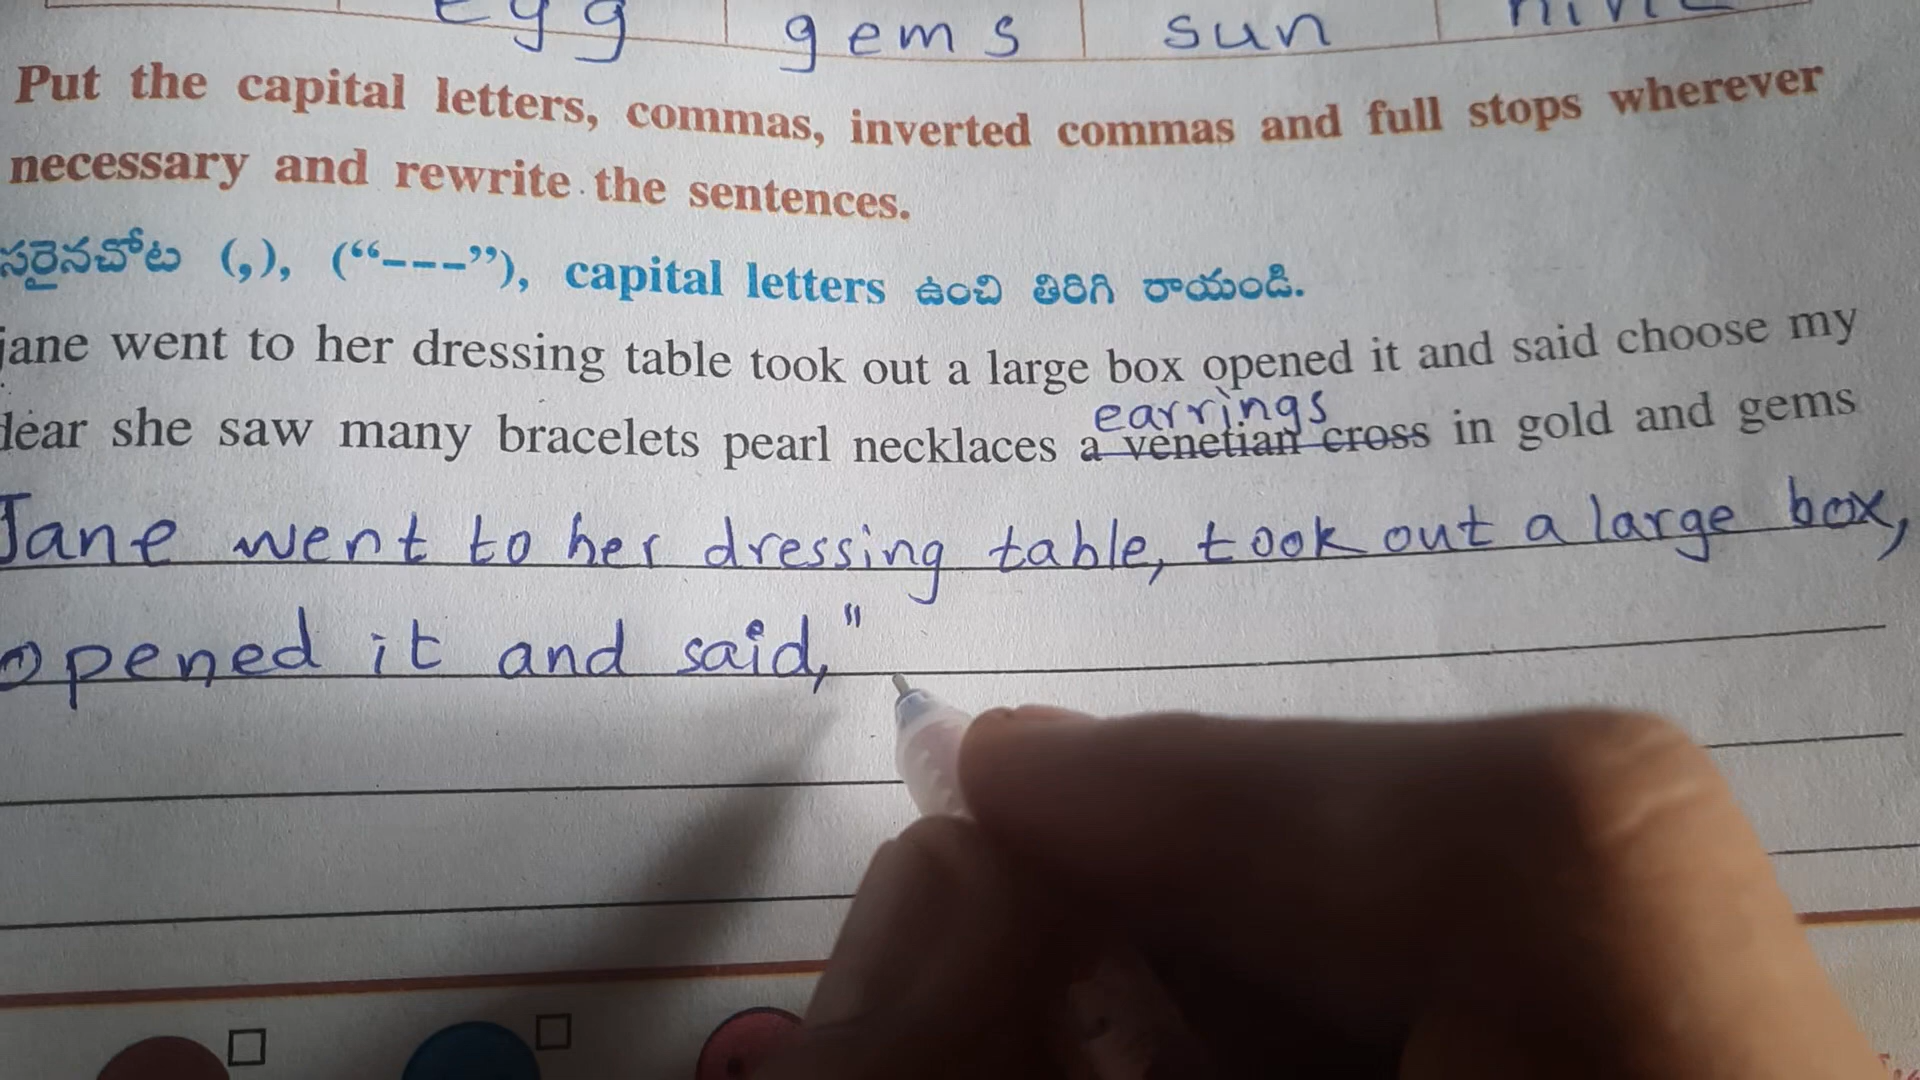 egg gems sun
Put the capital letters, commas, inverted commas and full stops wherever
necessary and rewrite the sentences.
సరైనచోట (,), (“---”), capital letters ఉంచి తిరిగి రాయండి.
jane went to her dressing table took out a large box opened it and said choose my
earrings
dear she saw many bracelets pearl necklaces a venetian cross in gold and gems
Jane went to her dressing table, took out a large box,
opened it and said,"